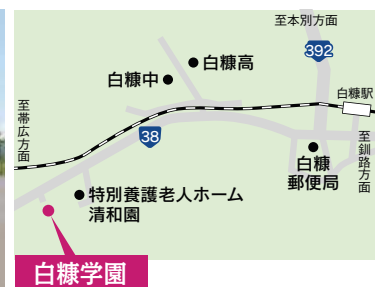 至本別方面
392
白糠高
白糠中
白糠駅
至帯広方面
38
至釧路方面
白糠
郵便局
特別養護老人ホーム
清和園
白糠学園